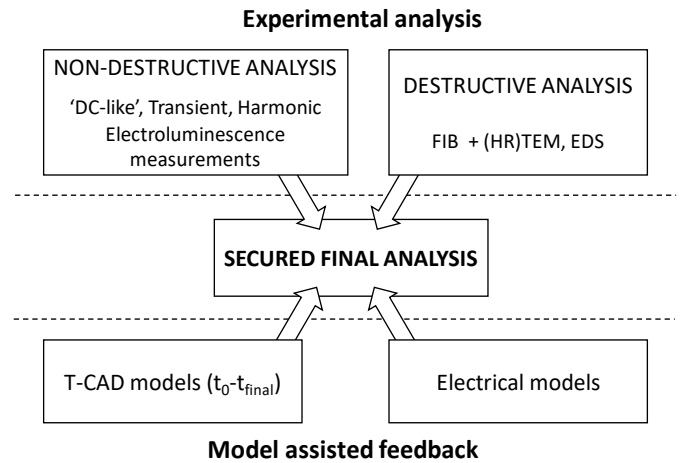 Experimental analysis
NON-DESTRUCTIVE ANALYSIS
‘DC-like’, Transient, Harmonic
Electroluminescence
measurements
DESTRUCTIVE ANALYSIS
FIB + (HR)TEM, EDS
SECURED FINAL ANALYSIS
T-CAD models (t0-tfinal)
Electrical models
Model assisted feedback